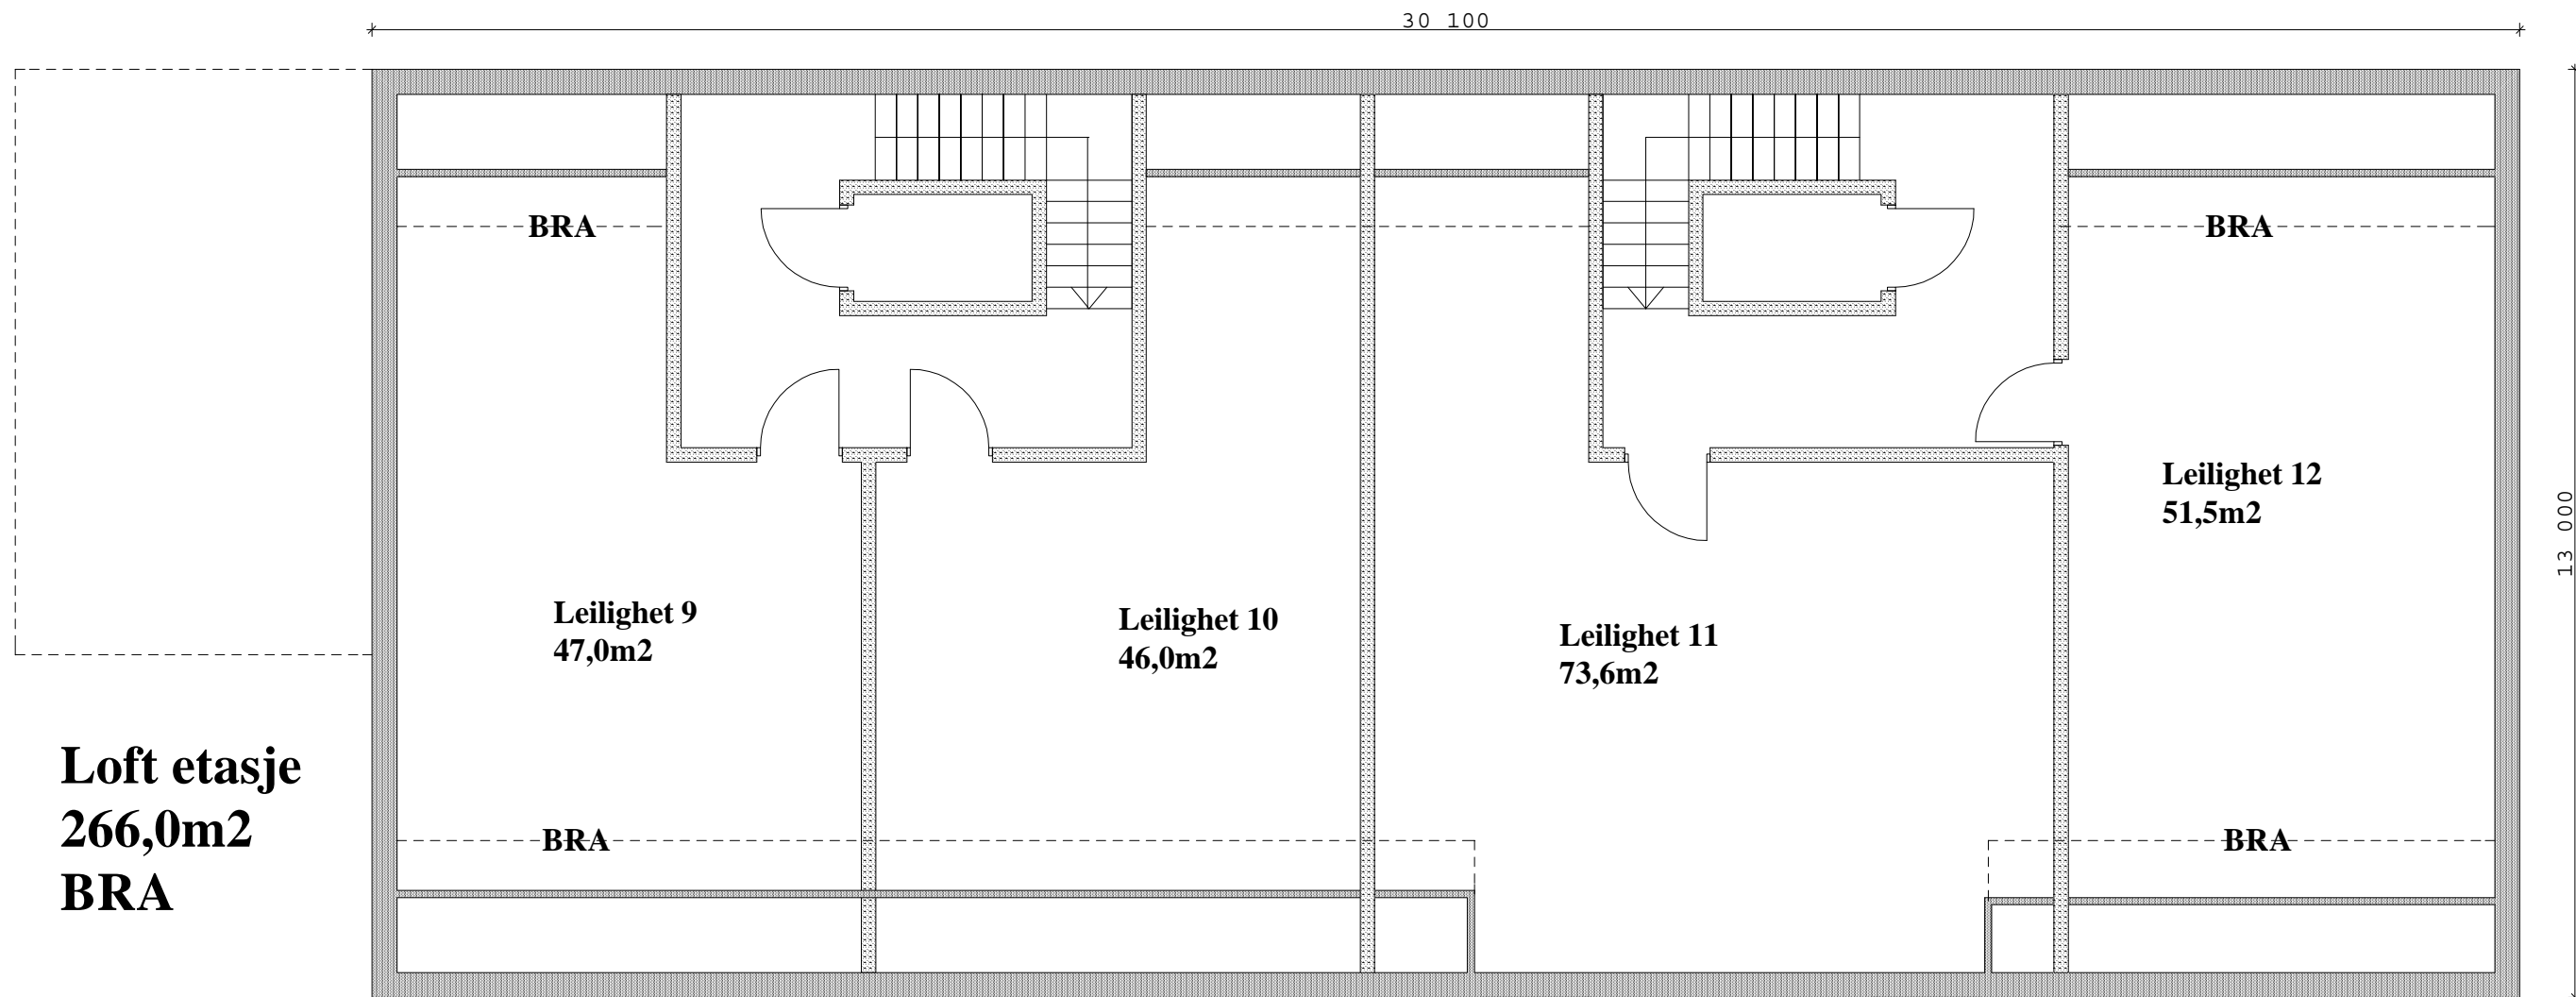 30 100
BRA
BRA
Leilighet 12
51,5m2
13 000
Leilighet 9
47,0m2
Leilighet 10
46,0m2
Leilighet 11
73,6m2
Loft etasje
266,0m2
BRA
BRA
BRA